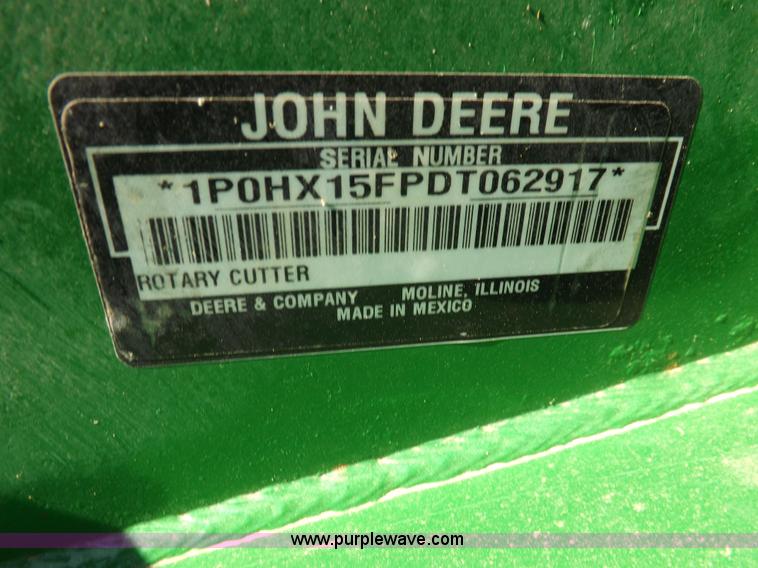 JOHN DEERE
SERIAL NUMBER
*1P0HX15FPDT062917*
ROTARY CUTTER
DEERE & COMPANY MOLINE, ILLINOIS
MADE IN MEXICO
www.purplewave.com